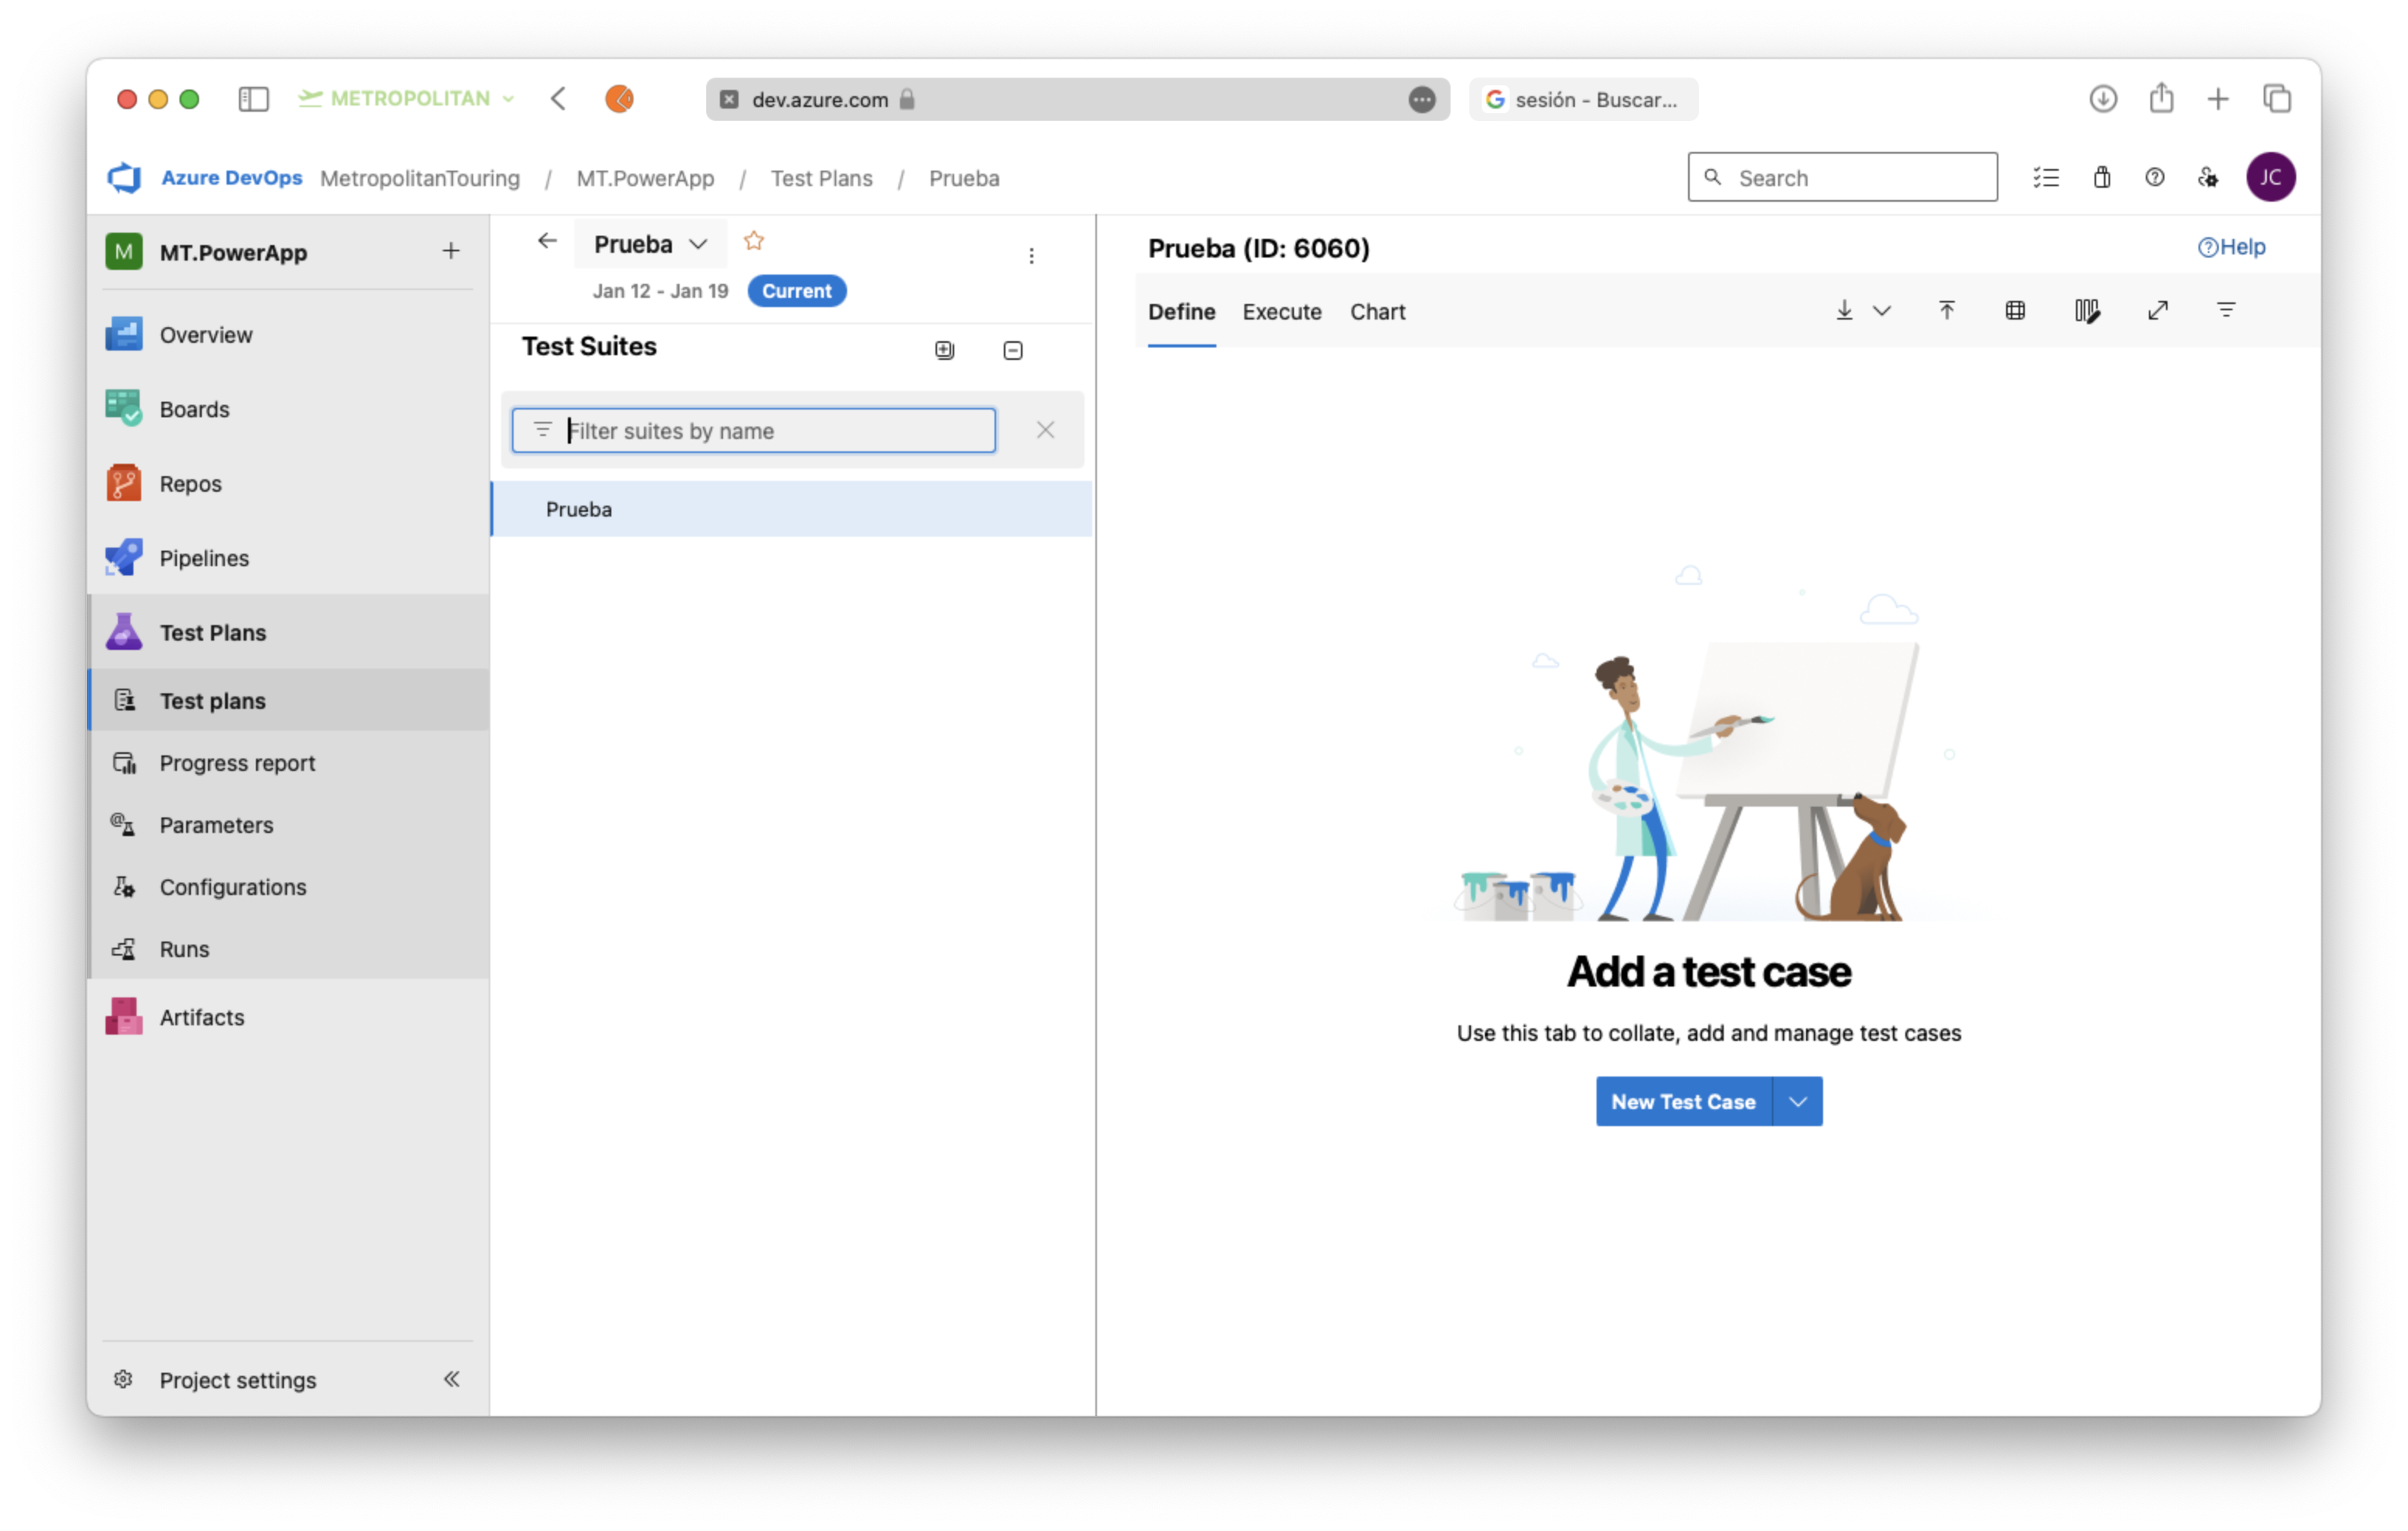 METROPOLITAN
dev.azure.com
sesión - Buscar...
Azure DevOps MetropolitanTouring / MT.PowerApp / Test Plans / Prueba
Search
JC
M MT.PowerApp
Overview
Boards
Repos
Pipelines
Test Plans
Test plans
Progress report
Parameters
Configurations
Runs
Artifacts
Project settings
Prueba
Jan 12 - Jan 19 Current
Test Suites
Filter suites by name
Prueba
Prueba (ID: 6060)
Help
Define Execute Chart
Add a test case
Use this tab to collate, add and manage test cases
New Test Case